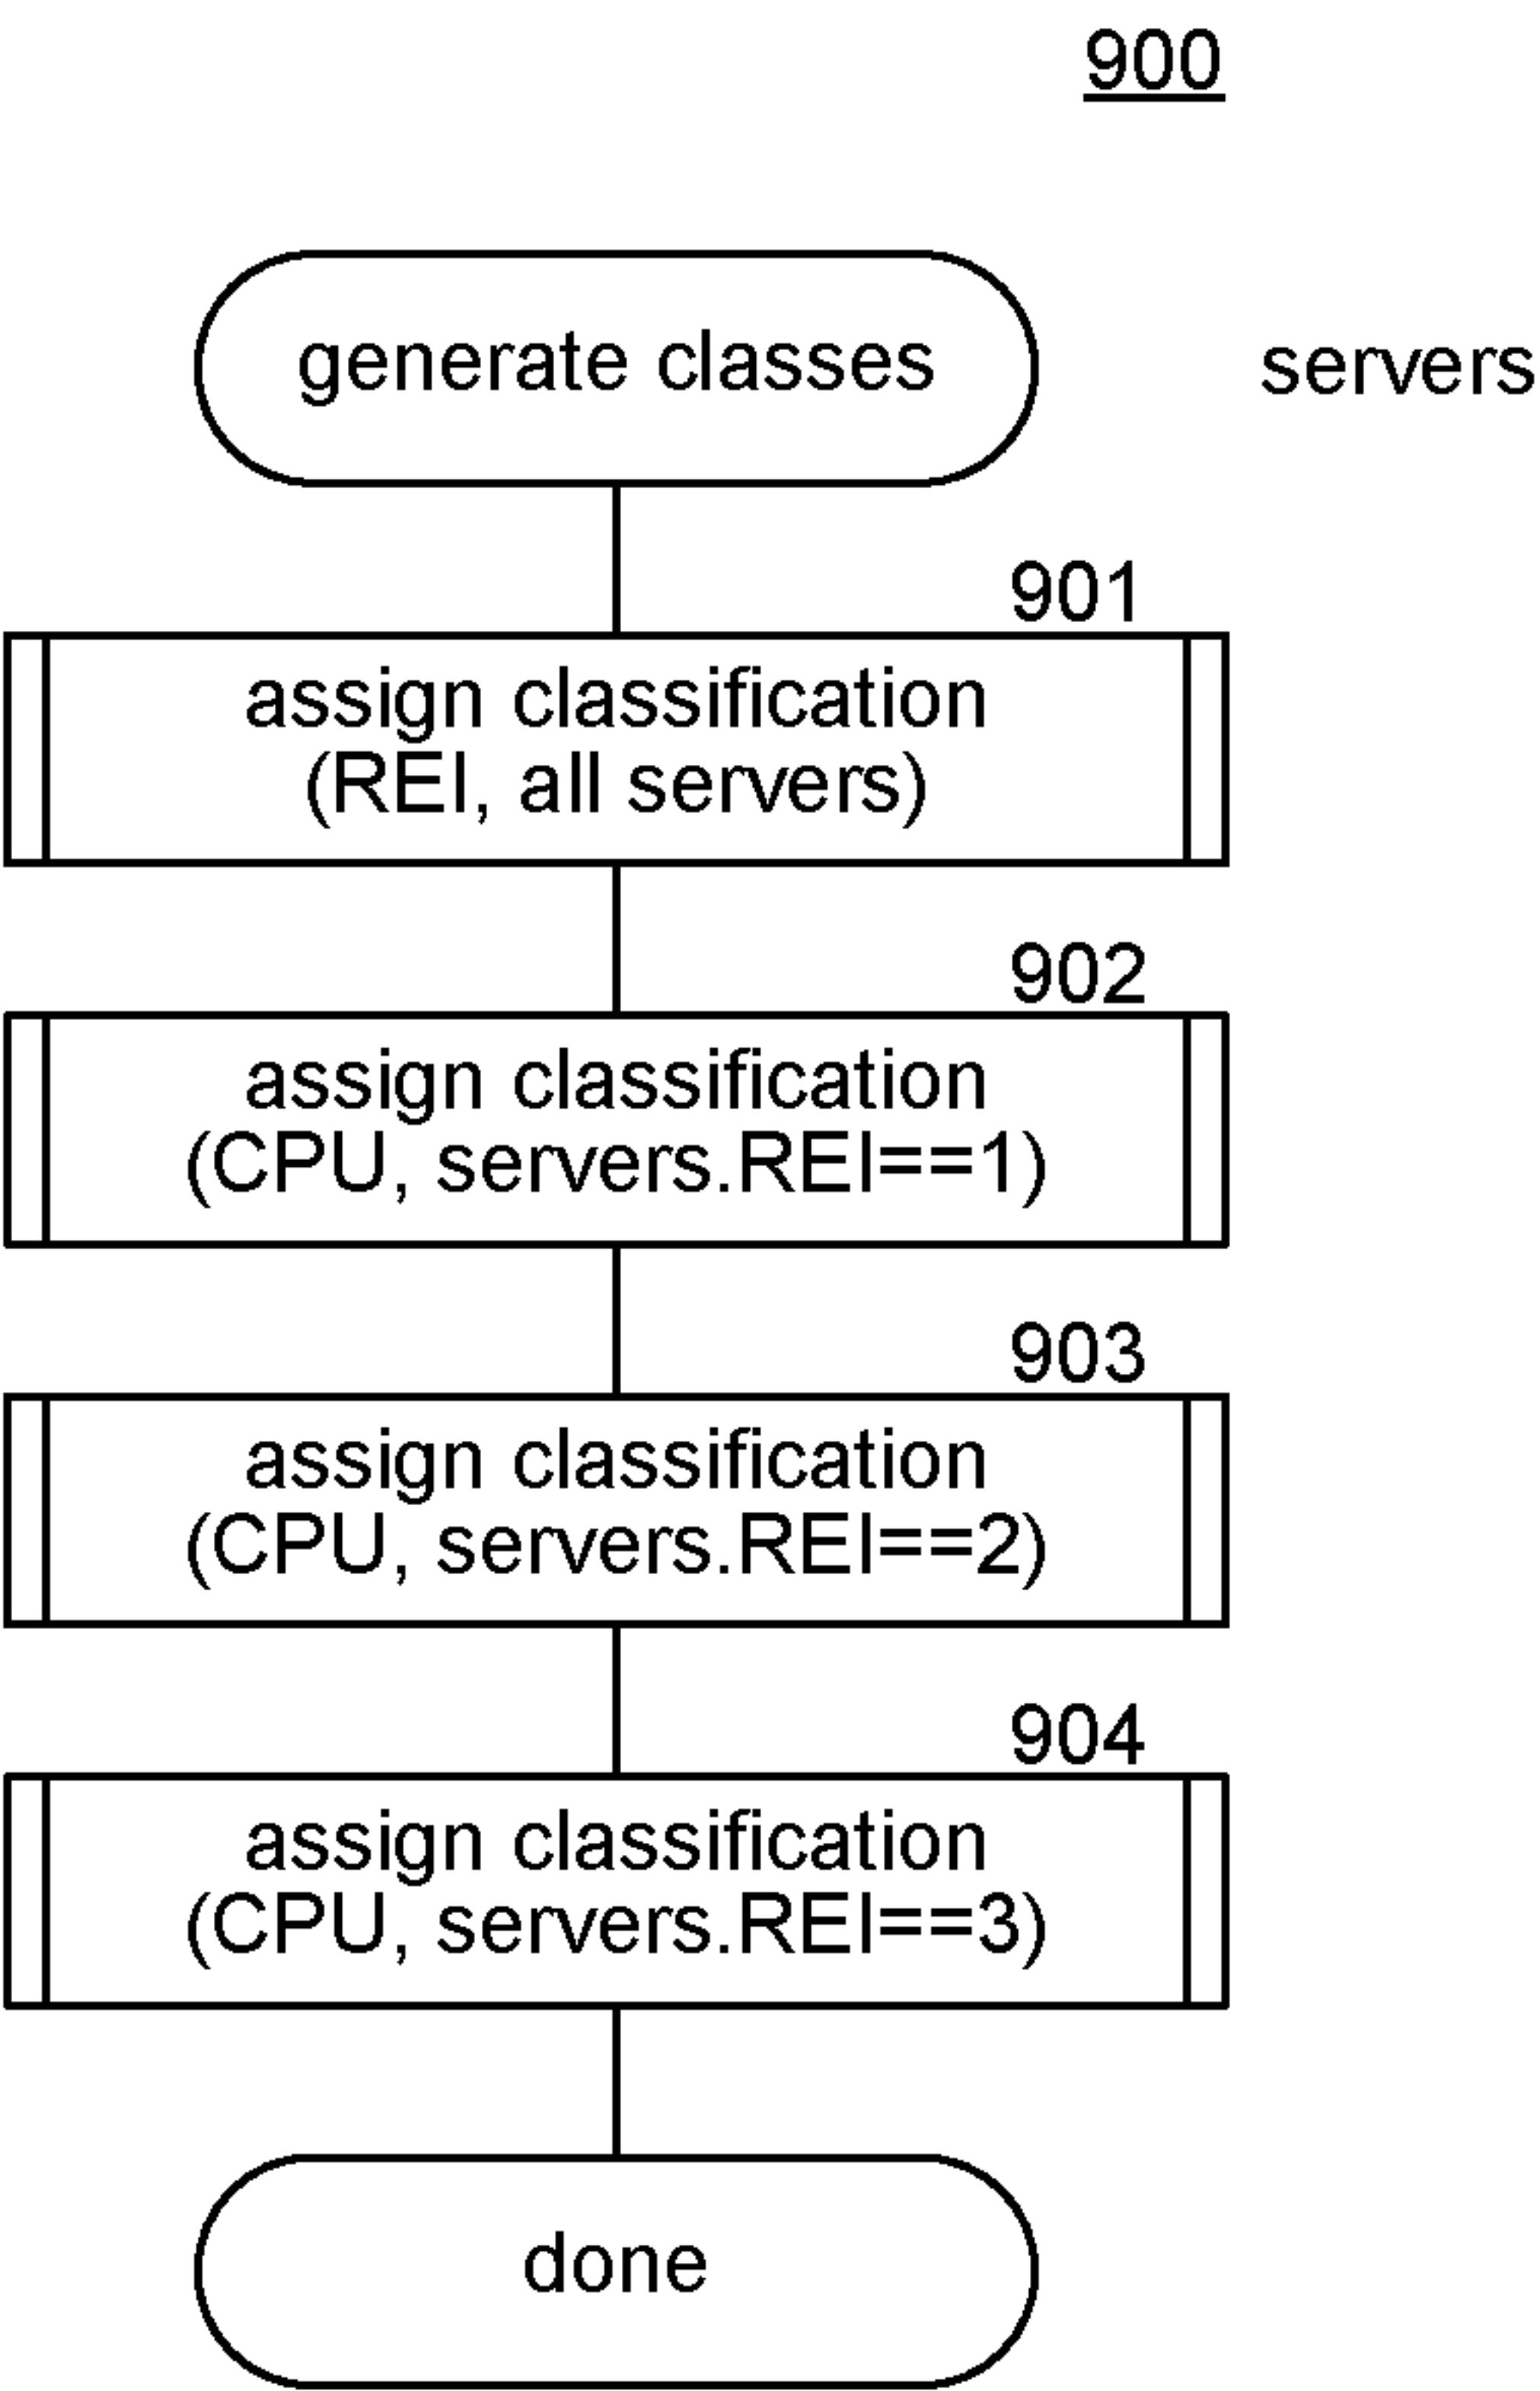 900
generate classes
servers
901
assign classification
(REI, all servers)
902
assign classification
(CPU, servers.REI==1)
903
assign classification
(CPU, servers.REI==2)
904
assign classification
(CPU, servers.REI==3)
done